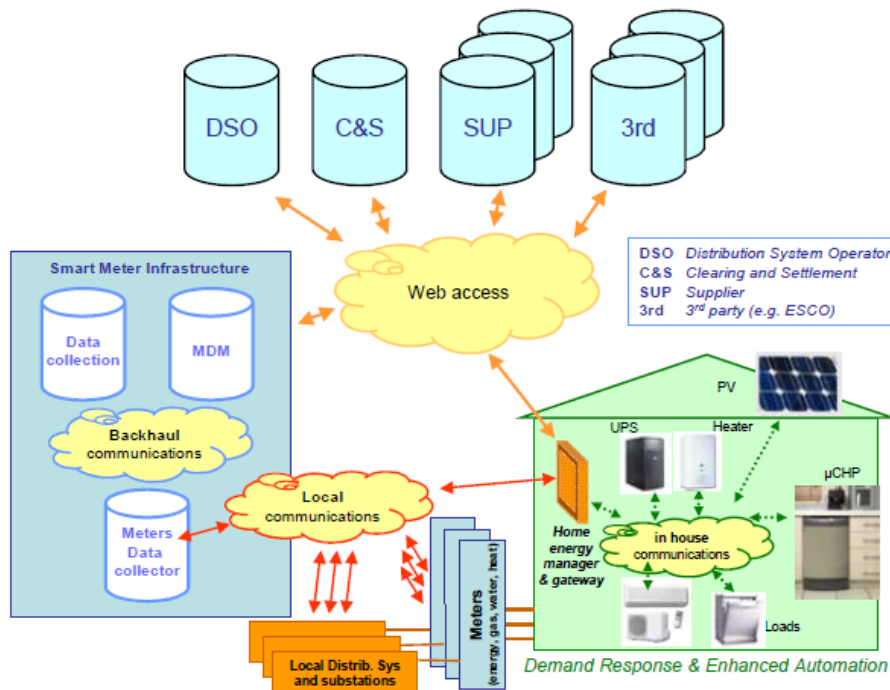 DSO
C&S
SUP
3rd
Web access
DSO Distribution System Operator
C&S Clearing and Settlement
SUP Supplier
3rd 3rd party (e.g. ESCO)
Smart Meter Infrastructure
Data
collection
MDM
Backhaul
communications
Meters
Data
collector
Local
communications
Meters
(energy, gas, water, heat)
Local Distrib. Sys
and substations
PV
UPS
Heater
µCHP
Home
energy
manager
& gateway
in house
communications
Loads
Demand Response & Enhanced Automation